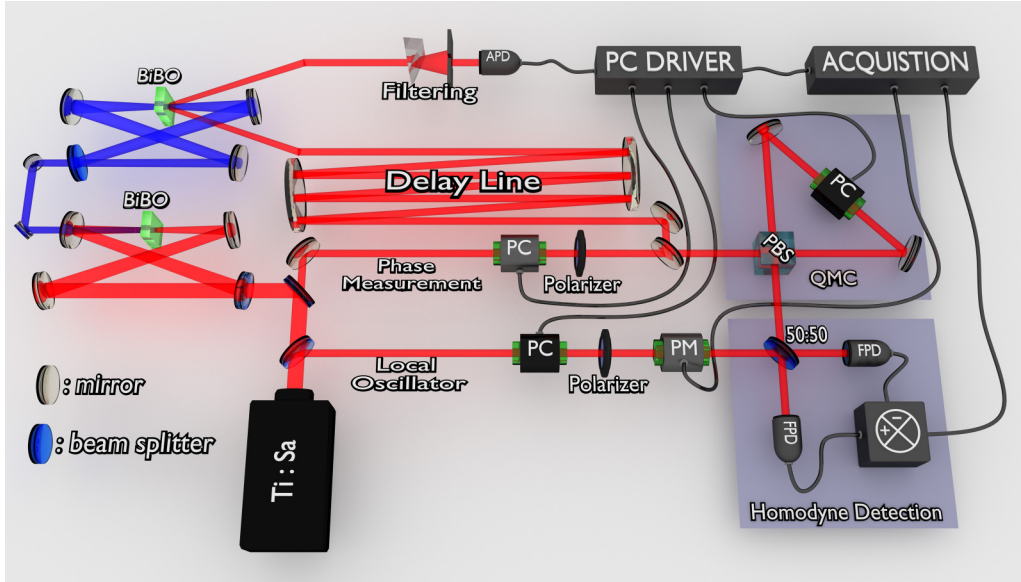 BiBO
Filtering
APD
PC DRIVER
ACQUISTION
BiBO
Delay Line
PC
PBS
QMC
Phase
Measurement
PC
Polarizer
Local
Oscillator
PC
Polarizer
PM
50:50
FPD
FPD
+
-
Homodyne Detection
: mirror
: beam splitter
Ti : Sa